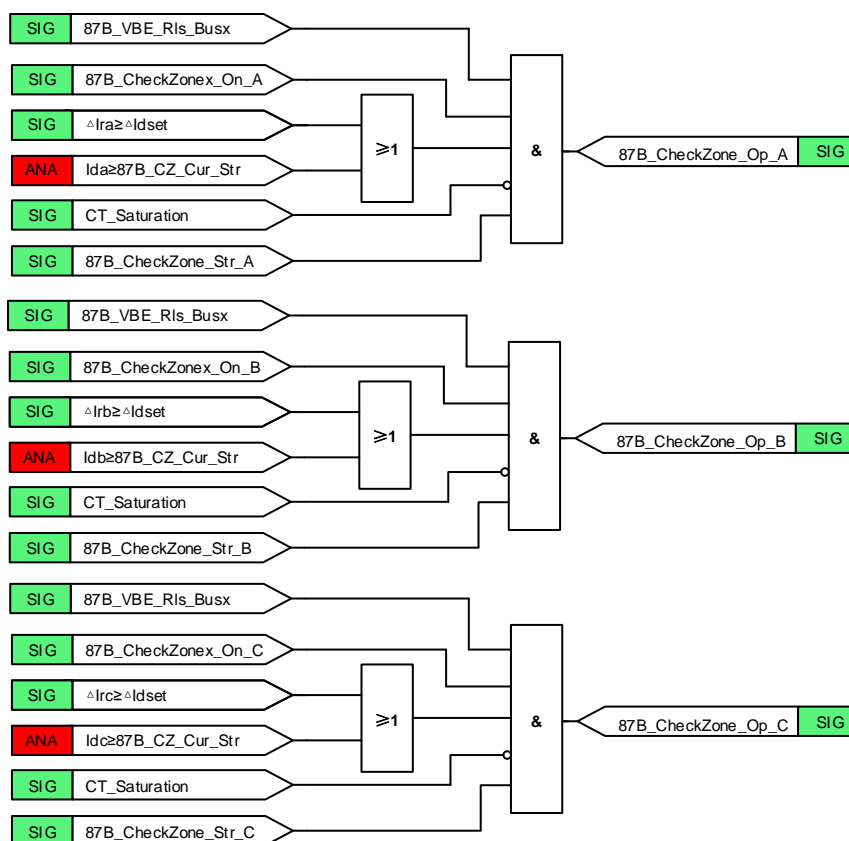 SIG 87B_VBE_Rls_Busx
SIG 87B_CheckZonex_On_A
SIG △Ira≥△Idset
ANA Ida≥87B_CZ_Cur_Str
SIG CT_Saturation
SIG 87B_CheckZone_Str_A
≥1
&
87B_CheckZone_Op_A SIG
SIG 87B_VBE_Rls_Busx
SIG 87B_CheckZonex_On_B
SIG △Irb≥△Idset
ANA Idb≥87B_CZ_Cur_Str
SIG CT_Saturation
SIG 87B_CheckZone_Str_B
≥1
&
87B_CheckZone_Op_B SIG
SIG 87B_VBE_Rls_Busx
SIG 87B_CheckZonex_On_C
SIG △Irc≥△Idset
ANA Idc≥87B_CZ_Cur_Str
SIG CT_Saturation
SIG 87B_CheckZone_Str_C
≥1
&
87B_CheckZone_Op_C SIG